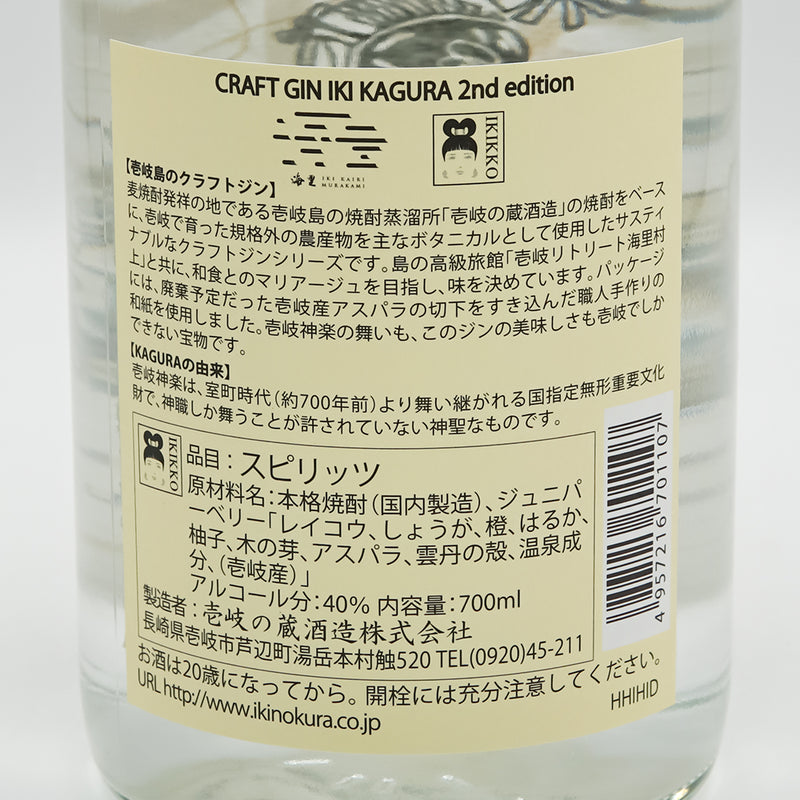 CRAFT GIN IKI KAGURA 2nd edition
海里 IKI KAIRI MURAKAMI
IKIKKO
【壱岐島のクラフトジン】
麦焼酎発祥の地である壱岐島の焼酎蒸溜所「壱岐の蔵酒造」の焼酎をベース
に、壱岐で育った規格外の農産物を主なボタニカルとして使用したサスティ
ナブルなクラフトジンシリーズです。島の高級旅館「壱岐リトリート海里村
上」と共に、和食とのマリアージュを目指し、味を決めています。パッケージ
には、廃棄予定だった壱岐産アスパラの切下をすき込んだ職人手作りの
和紙を使用しました。壱岐神楽の舞いも、このジンの美味しさも壱岐でしか
できない宝物です。
【KAGURAの由来】
壱岐神楽は、室町時代(約700年前)より舞い継がれる国指定無形重要文化
財で、神職しか舞うことが許されていない神聖なものです。
IKIKKO
品目:スピリッツ
原材料名:本格焼酎(国内製造)、ジュニパ
ーベリー「レイコウ、しょうが、橙、はるか、
柚子、木の芽、アスパラ、雲丹の殻、温泉成
分、(壱岐産)」
アルコール分:40% 内容量:700ml
製造者:壱岐の蔵酒造株式会社
長崎県壱岐市芦辺町湯岳本村触520 TEL(0920)45-211
4 957216 701107
お酒は20歳になってから。開栓には充分注意してください。
URL http://www.ikinokura.co.jp
HHIHID